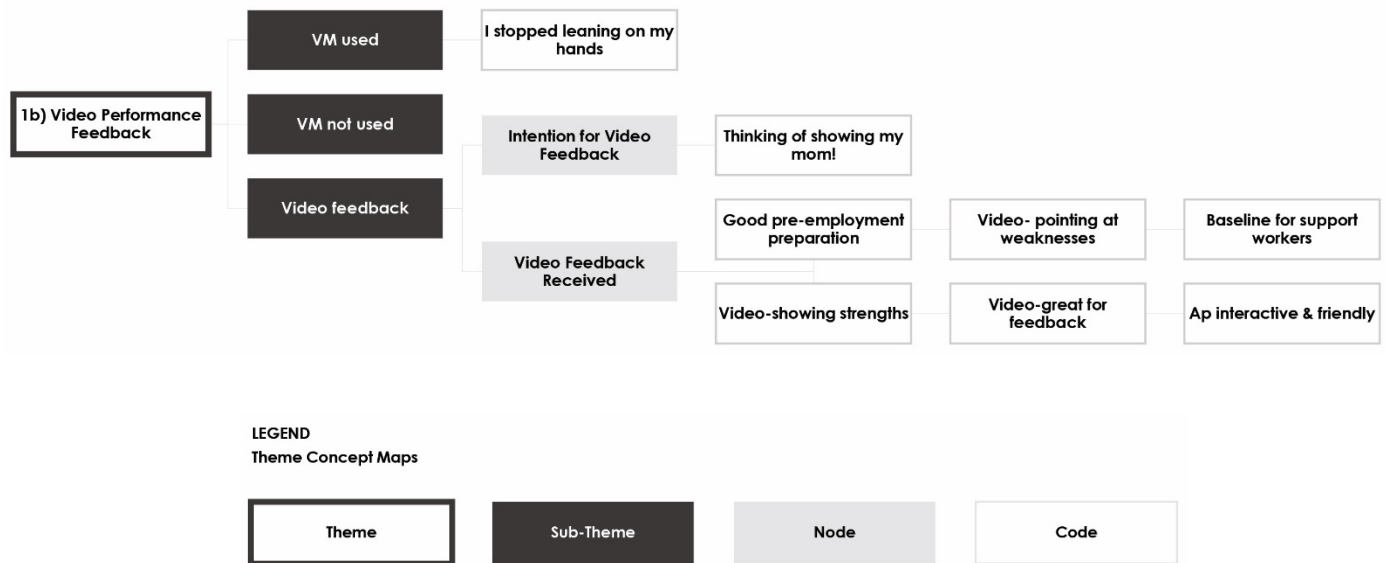 1b) Video Performance
Feedback
VM used
I stopped leaning on my
hands
VM not used
Video feedback
Intention for Video
Feedback
Thinking of showing my
mom!
Video Feedback
Received
Good pre-employment
preparation
Video- pointing at
weaknesses
Baseline for support
workers
Video-showing strengths
Video-great for
feedback
Ap interactive & friendly
LEGEND
Theme Concept Maps
Theme
Sub-Theme
Node
Code